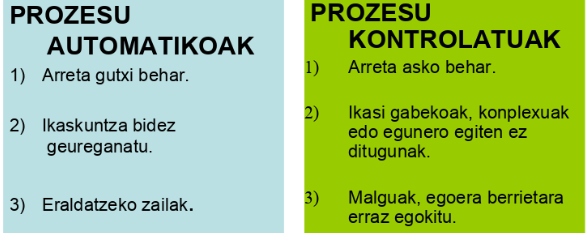 PROZESU
AUTOMATIKOAK
1) Arreta gutxi behar.
2) Ikaskuntza bidez
geureganatu.
3) Eraldatzeko zailak.
PROZESU
KONTROLATUAK
1) Arreta asko behar.
2) Ikasi gabekoak, konplexuak
edo egunero egiten ez
ditugunak.
3) Malguak, egoera berrietara
erraz egokitu.